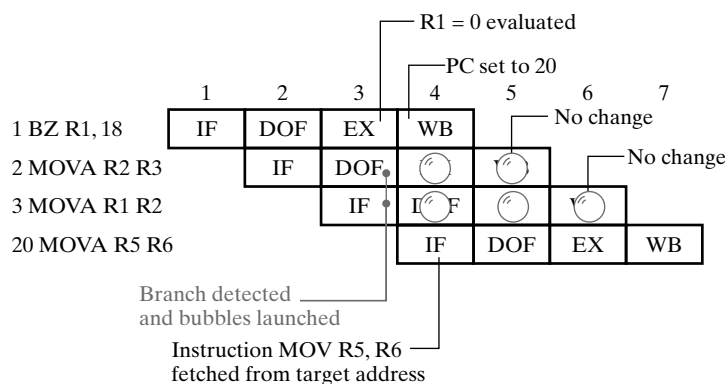 R1 = 0 evaluated
PC set to 20
1 2 3 4 5 6 7
No change
1 BZ R1, 18 IF DOF EX WB
No change
2 MOVA R2 R3 IF DOF
3 MOVA R1 R2 IF
20 MOVA R5 R6 IF DOF EX WB
Branch detected
and bubbles launched
Instruction MOV R5, R6
fetched from target address